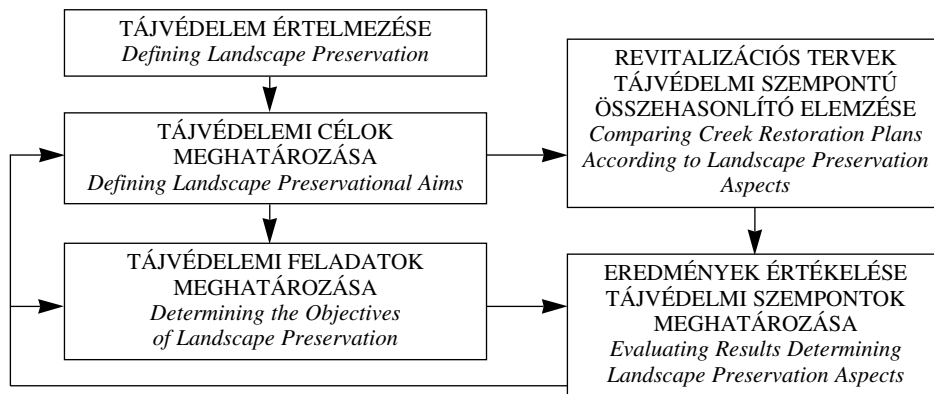 TÁJVÉDELEM ÉRTELMEZÉSE
Defining Landscape Preservation
TÁJVÉDELEMI CÉLOK
MEGHATÁROZÁSA
Defining Landscape Preservational Aims
TÁJVÉDELEMI FELADATOK
MEGHATÁROZÁSA
Determining the Objectives
of Landscape Preservation
REVITALIZÁCIÓS TERVEK
TÁJVÉDELMI SZEMPONTÚ
ÖSSZEHASONLÍTÓ ELEMZÉSE
Comparing Creek Restoration Plans
According to Landscape Preservation
Aspects
EREDMÉNYEK ÉRTÉKELÉSE
TÁJVÉDELMI SZEMPONTOK
MEGHATÁROZÁSA
Evaluating Results Determining
Landscape Preservation Aspects